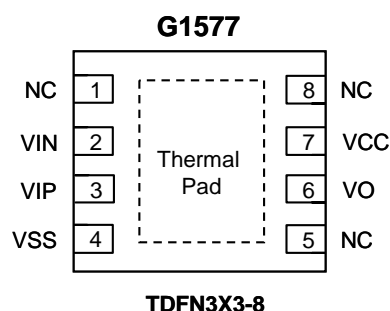 G1577
NC 1 8 NC
VIN 2 7 VCC
Thermal
Pad
VIP 3 6 VO
VSS 4 5 NC
TDFN3X3-8